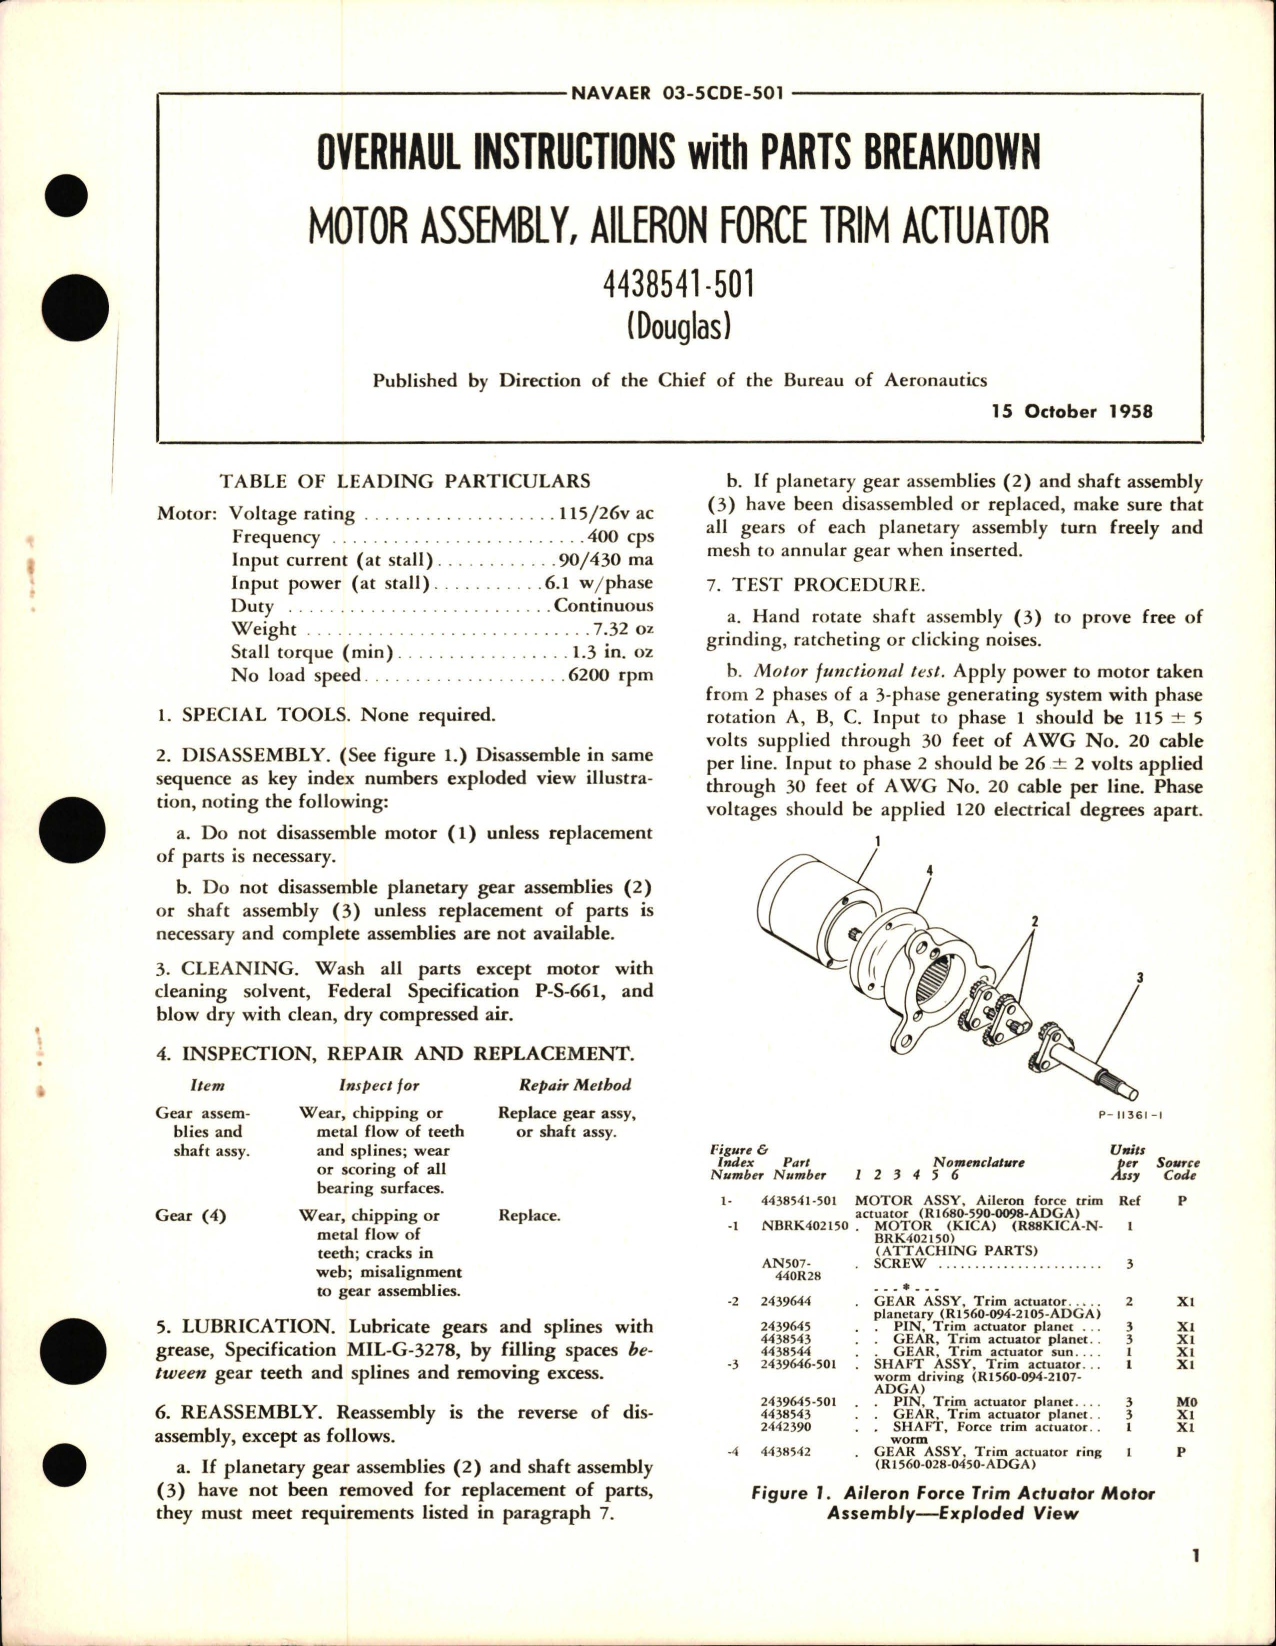 NAVAER 03-5CDE-501
OVERHAUL INSTRUCTIONS with PARTS BREAKDOWN
MOTOR ASSEMBLY, AILERON FORCE TRIM ACTUATOR
4438541-501
(Douglas)
Published by Direction of the Chief of the Bureau of Aeronautics
15 October 1958
TABLE OF LEADING PARTICULARS
Motor: Voltage rating ................... 115/26v ac
Frequency ......................... 400 cps
Input current (at stall) ............ 90/430 ma
Input power (at stall) ........... 6.1 w/phase
Duty .......................... Continuous
Weight ............................ 7.32 oz
Stall torque (min) ................. 1.3 in. oz
No load speed .................... 6200 rpm
1. SPECIAL TOOLS. None required.
2. DISASSEMBLY. (See figure 1.) Disassemble in same
sequence as key index numbers exploded view illustra-
tion, noting the following:
a. Do not disassemble motor (1) unless replacement
of parts is necessary.
b. Do not disassemble planetary gear assemblies (2)
or shaft assembly (3) unless replacement of parts is
necessary and complete assemblies are not available.
3. CLEANING. Wash all parts except motor with
cleaning solvent, Federal Specification P-S-661, and
blow dry with clean, dry compressed air.
4. INSPECTION, REPAIR AND REPLACEMENT.
Item Inspect for Repair Method
Gear assem- Wear, chipping or Replace gear assy,
blies and metal flow of teeth or shaft assy.
shaft assy. and splines; wear
or scoring of all
bearing surfaces.
Gear (4) Wear, chipping or Replace.
metal flow of
teeth; cracks in
web; misalignment
to gear assemblies.
5. LUBRICATION. Lubricate gears and splines with
grease, Specification MIL-G-3278, by filling spaces be-
tween gear teeth and splines and removing excess.
6. REASSEMBLY. Reassembly is the reverse of dis-
assembly, except as follows.
a. If planetary gear assemblies (2) and shaft assembly
(3) have not been removed for replacement of parts,
they must meet requirements listed in paragraph 7.
b. If planetary gear assemblies (2) and shaft assembly
(3) have been disassembled or replaced, make sure that
all gears of each planetary assembly turn freely and
mesh to annular gear when inserted.
7. TEST PROCEDURE.
a. Hand rotate shaft assembly (3) to prove free of
grinding, ratcheting or clicking noises.
b. Motor functional test. Apply power to motor taken
from 2 phases of a 3-phase generating system with phase
rotation A, B, C. Input to phase 1 should be 115 ± 5
volts supplied through 30 feet of AWG No. 20 cable
per line. Input to phase 2 should be 26 ± 2 volts applied
through 30 feet of AWG No. 20 cable per line. Phase
voltages should be applied 120 electrical degrees apart.
1
4
2
3
P-11361-1
Figure & Units
Index Part Nomenclature per Source
Number Number 1 2 3 4 5 6 Assy Code
1- 4438541-501 MOTOR ASSY, Aileron force trim Ref P
actuator (R1680-590-0098-ADGA)
-1 NBRK402150 . MOTOR (KICA) (R88KICA-N- 1
BRK402150)
(ATTACHING PARTS)
AN507- . SCREW ....................... 3
440R28
---*---
-2 2439644 . GEAR ASSY, Trim actuator..... 2 X1
planetary (R1560-094-2105-ADGA)
2439645 . . PIN, Trim actuator planet ... 3 X1
4438543 . . GEAR, Trim actuator planet.. 3 X1
4438544 . . GEAR, Trim actuator sun.... 1 X1
-3 2439646-501 . SHAFT ASSY, Trim actuator... 1 X1
worm driving (R1560-094-2107-
ADGA)
2439645-501 . . PIN, Trim actuator planet.... 3 M0
4438543 . . GEAR, Trim actuator planet.. 3 X1
2442390 . . SHAFT, Force trim actuator.. 1 X1
worm
-4 4438542 . GEAR ASSY, Trim actuator ring 1 P
(R1560-028-0450-ADGA)
Figure 1. Aileron Force Trim Actuator Motor
Assembly—Exploded View
1